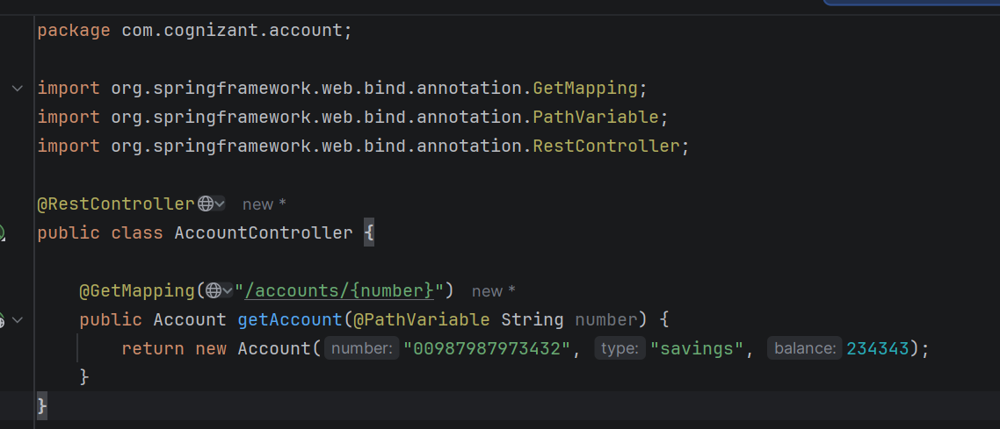 package com.cognizant.account;
import org.springframework.web.bind.annotation.GetMapping;
import org.springframework.web.bind.annotation.PathVariable;
import org.springframework.web.bind.annotation.RestController;
@RestController new *
public class AccountController {
@GetMapping("/accounts/{number}") new *
public Account getAccount(@PathVariable String number) {
return new Account( number: "00987987973432", type: "savings", balance: 234343);
}
}